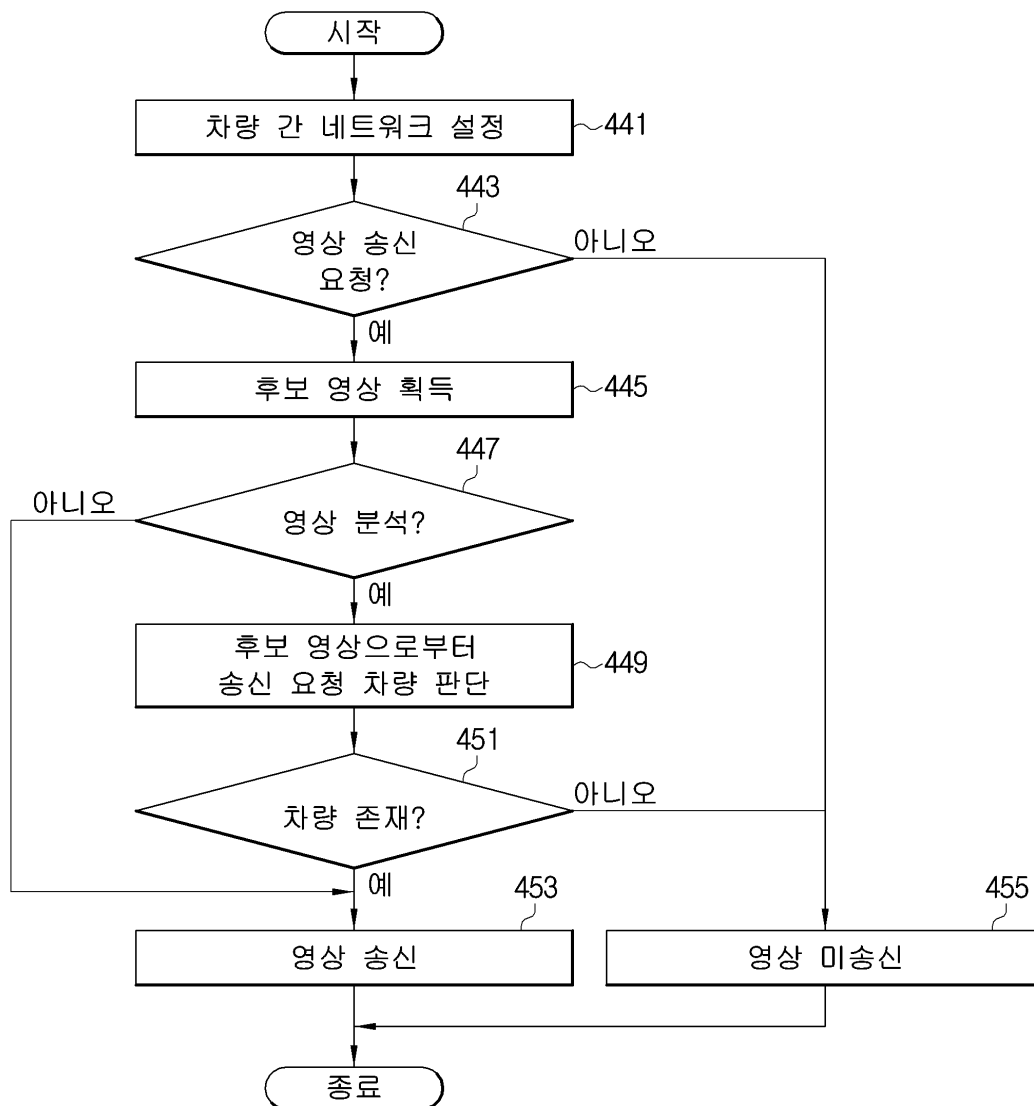 시작
차량 간 네트워크 설정
441
443
영상 송신
요청?
아니오
예
후보 영상 획득
445
447
아니오
영상 분석?
예
후보 영상으로부터
송신 요청 차량 판단
449
451
차량 존재?
아니오
예
453
영상 송신
455
영상 미송신
종료